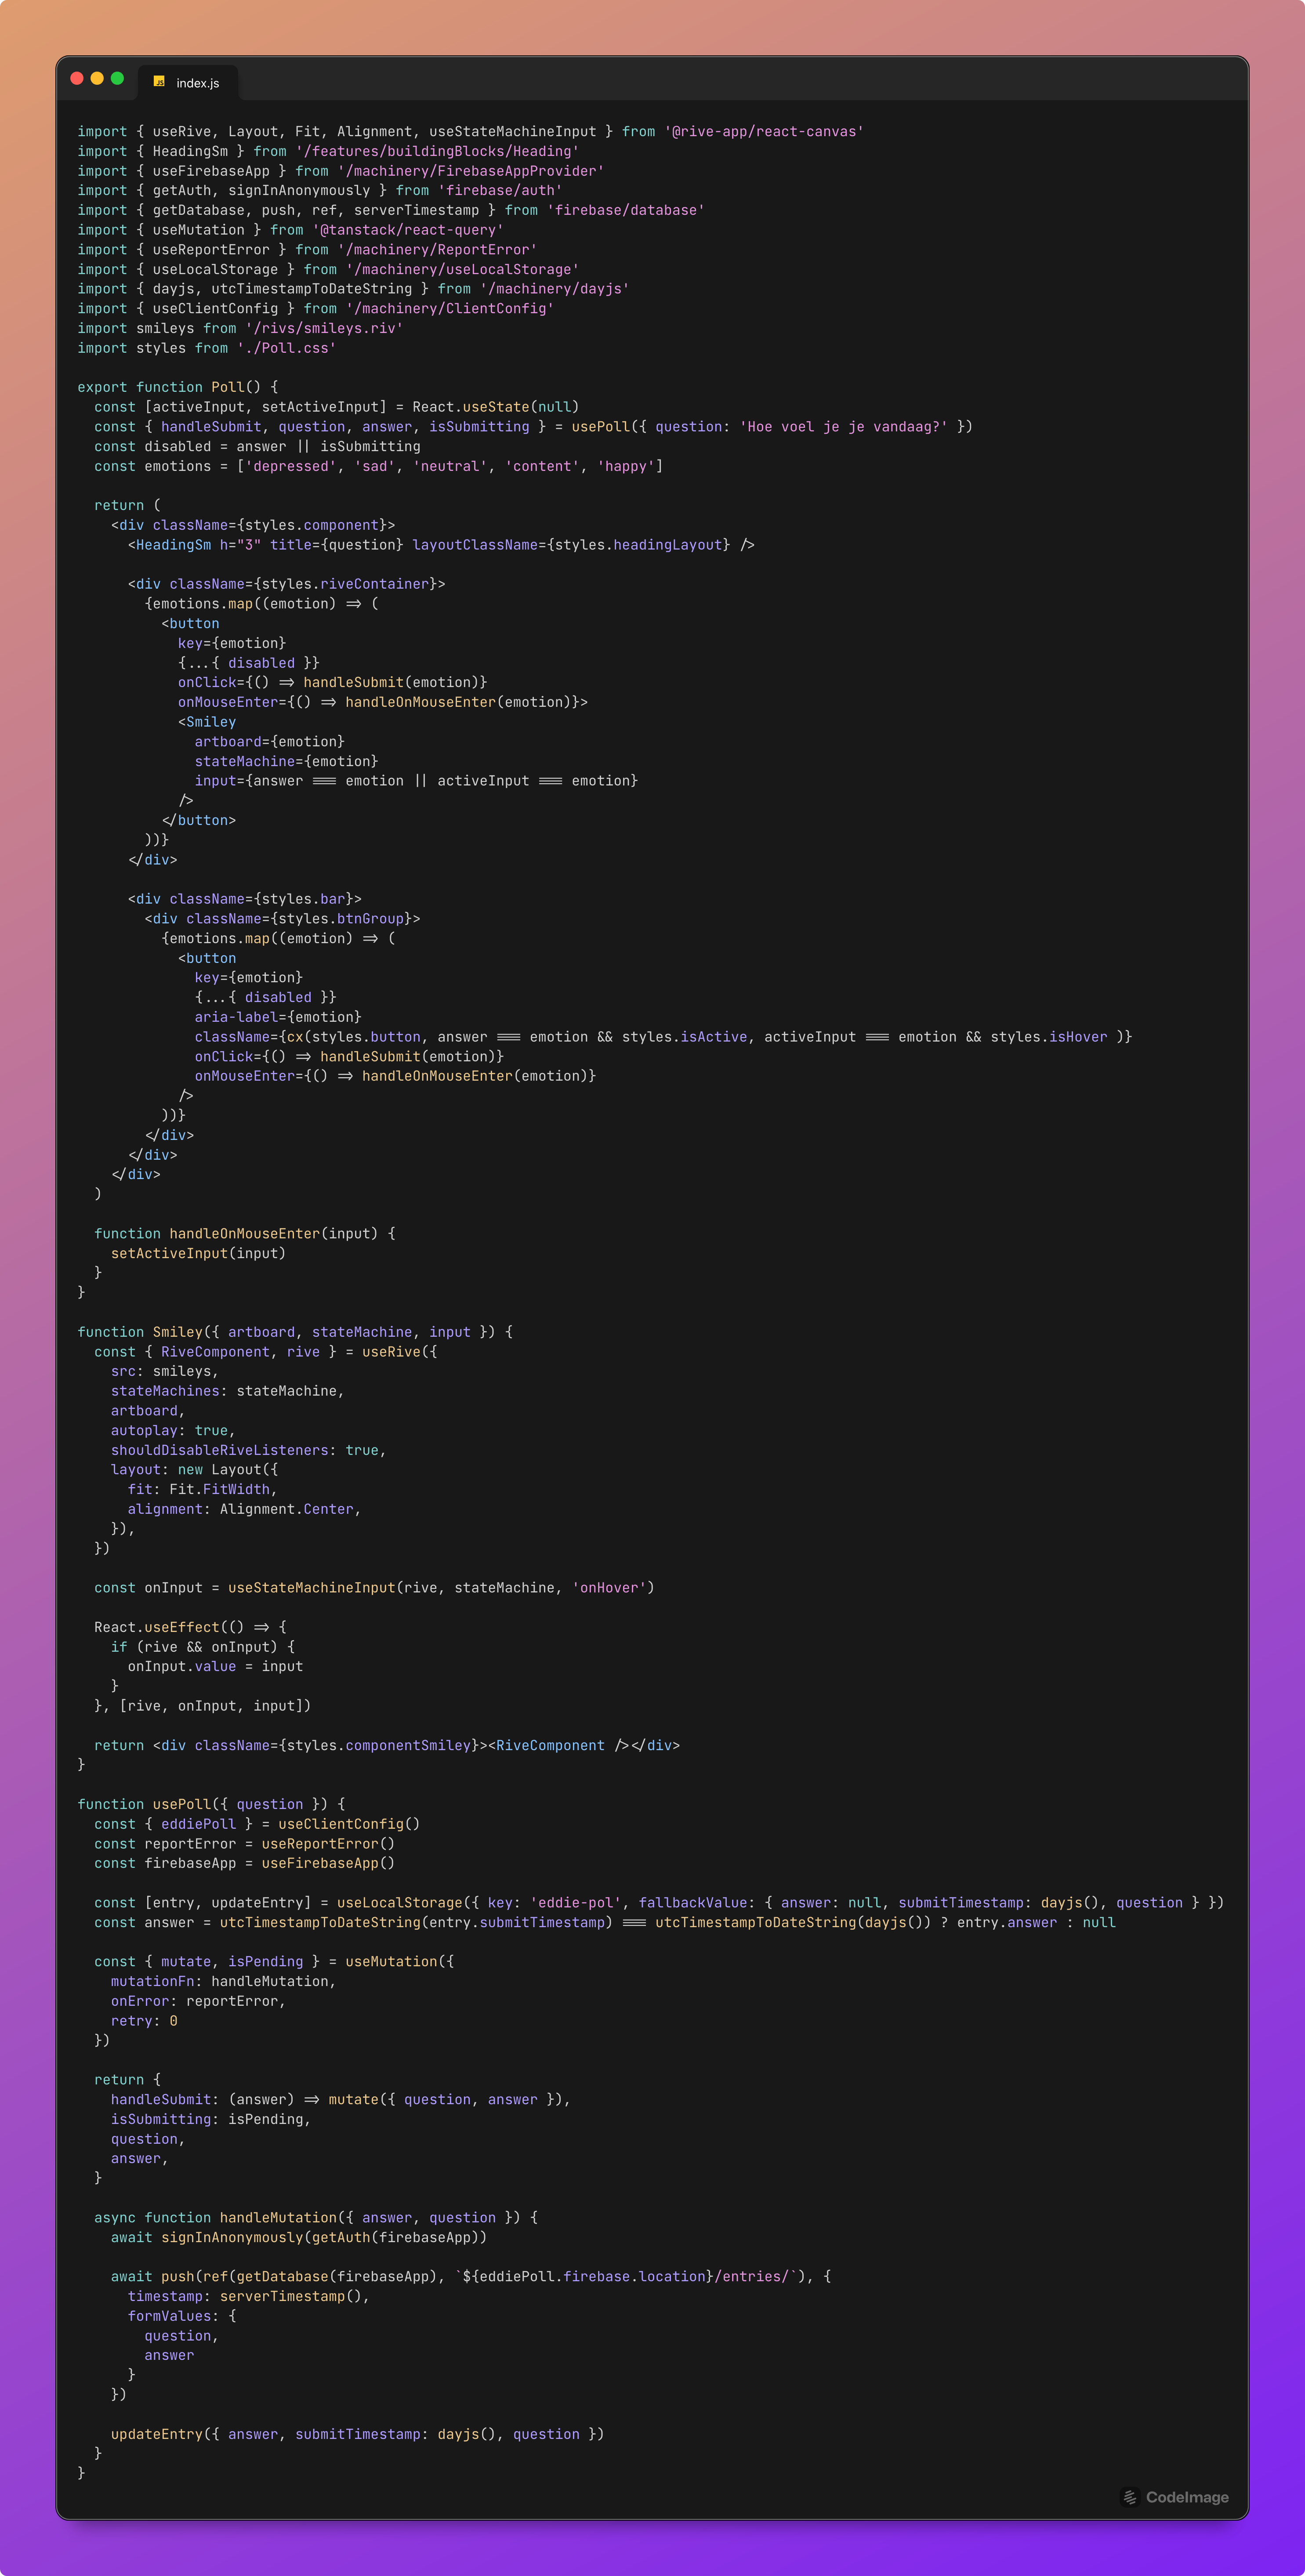 index.js
import { useRive, Layout, Fit, Alignment, useStateMachineInput } from '@rive-app/react-canvas'
import { HeadingSm } from '/features/buildingBlocks/Heading'
import { useFirebaseApp } from '/machinery/FirebaseAppProvider'
import { getAuth, signInAnonymously } from 'firebase/auth'
import { getDatabase, push, ref, serverTimestamp } from 'firebase/database'
import { useMutation } from '@tanstack/react-query'
import { useReportError } from '/machinery/ReportError'
import { useLocalStorage } from '/machinery/useLocalStorage'
import { dayjs, utcTimestampToDateString } from '/machinery/dayjs'
import { useClientConfig } from '/machinery/ClientConfig'
import smileys from '/rivs/smileys.riv'
import styles from './Poll.css'

export function Poll() {
  const [activeInput, setActiveInput] = React.useState(null)
  const { handleSubmit, question, answer, isSubmitting } = usePoll({ question: 'Hoe voel je je vandaag?' })
  const disabled = answer || isSubmitting
  const emotions = ['depressed', 'sad', 'neutral', 'content', 'happy']

  return (
    <div className={styles.component}>
      <HeadingSm h="3" title={question} layoutClassName={styles.headingLayout} />

      <div className={styles.riveContainer}>
        {emotions.map((emotion) => (
          <button
            key={emotion}
            {...{ disabled }}
            onClick={() => handleSubmit(emotion)}
            onMouseEnter={() => handleOnMouseEnter(emotion)}>
            <Smiley
              artboard={emotion}
              stateMachine={emotion}
              input={answer === emotion || activeInput === emotion}
            />
          </button>
        ))}
      </div>

      <div className={styles.bar}>
        <div className={styles.btnGroup}>
          {emotions.map((emotion) => (
            <button
              key={emotion}
              {...{ disabled }}
              aria-label={emotion}
              className={cx(styles.button, answer === emotion && styles.isActive, activeInput === emotion && styles.isHover )}
              onClick={() => handleSubmit(emotion)}
              onMouseEnter={() => handleOnMouseEnter(emotion)}
            />
          ))}
        </div>
      </div>
    </div>
  )

  function handleOnMouseEnter(input) {
    setActiveInput(input)
  }
}

function Smiley({ artboard, stateMachine, input }) {
  const { RiveComponent, rive } = useRive({
    src: smileys,
    stateMachines: stateMachine,
    artboard,
    autoplay: true,
    shouldDisableRiveListeners: true,
    layout: new Layout({
      fit: Fit.FitWidth,
      alignment: Alignment.Center,
    }),
  })

  const onInput = useStateMachineInput(rive, stateMachine, 'onHover')

  React.useEffect(() => {
    if (rive && onInput) {
      onInput.value = input
    }
  }, [rive, onInput, input])

  return <div className={styles.componentSmiley}><RiveComponent /></div>
}

function usePoll({ question }) {
  const { eddiePoll } = useClientConfig()
  const reportError = useReportError()
  const firebaseApp = useFirebaseApp()

  const [entry, updateEntry] = useLocalStorage({ key: 'eddie-pol', fallbackValue: { answer: null, submitTimestamp: dayjs(), question } })
  const answer = utcTimestampToDateString(entry.submitTimestamp) === utcTimestampToDateString(dayjs()) ? entry.answer : null

  const { mutate, isPending } = useMutation({
    mutationFn: handleMutation,
    onError: reportError,
    retry: 0
  })

  return {
    handleSubmit: (answer) => mutate({ question, answer }),
    isSubmitting: isPending,
    question,
    answer,
  }

  async function handleMutation({ answer, question }) {
    await signInAnonymously(getAuth(firebaseApp))

    await push(ref(getDatabase(firebaseApp), `${eddiePoll.firebase.location}/entries/`), {
      timestamp: serverTimestamp(),
      formValues: {
        question,
        answer
      }
    })

    updateEntry({ answer, submitTimestamp: dayjs(), question })
  }
}
CodeImage